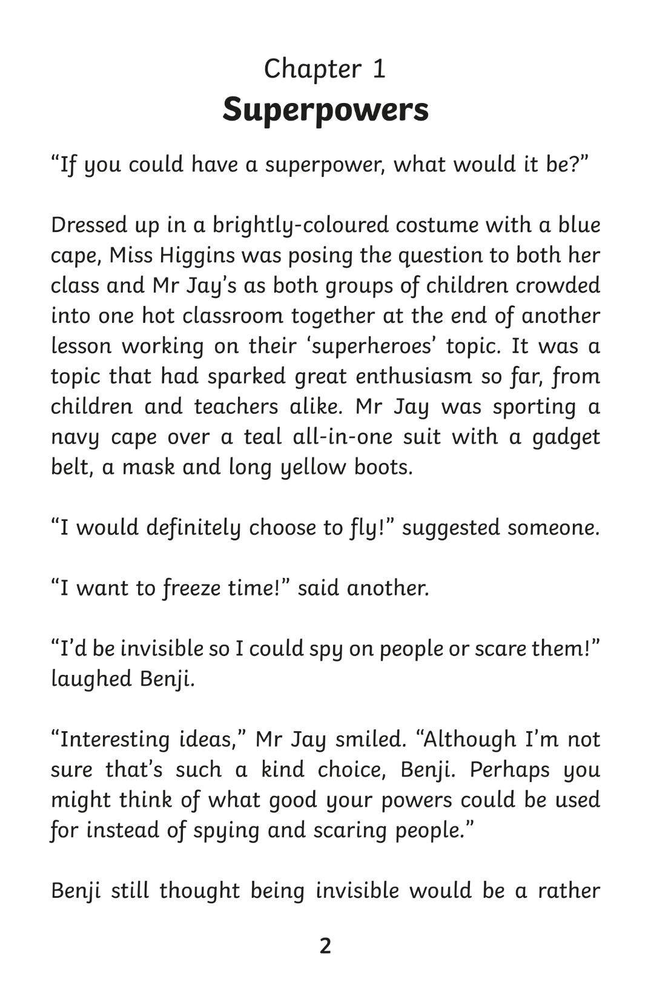 Chapter 1
Superpowers
“If you could have a superpower, what would it be?”
Dressed up in a brightly-coloured costume with a blue
cape, Miss Higgins was posing the question to both her
class and Mr Jay’s as both groups of children crowded
into one hot classroom together at the end of another
lesson working on their ‘superheroes’ topic. It was a
topic that had sparked great enthusiasm so far, from
children and teachers alike. Mr Jay was sporting a
navy cape over a teal all-in-one suit with a gadget
belt, a mask and long yellow boots.
“I would definitely choose to fly!” suggested someone.
“I want to freeze time!” said another.
“I’d be invisible so I could spy on people or scare them!”
laughed Benji.
“Interesting ideas,” Mr Jay smiled. “Although I’m not
sure that’s such a kind choice, Benji. Perhaps you
might think of what good your powers could be used
for instead of spying and scaring people.”
Benji still thought being invisible would be a rather
2